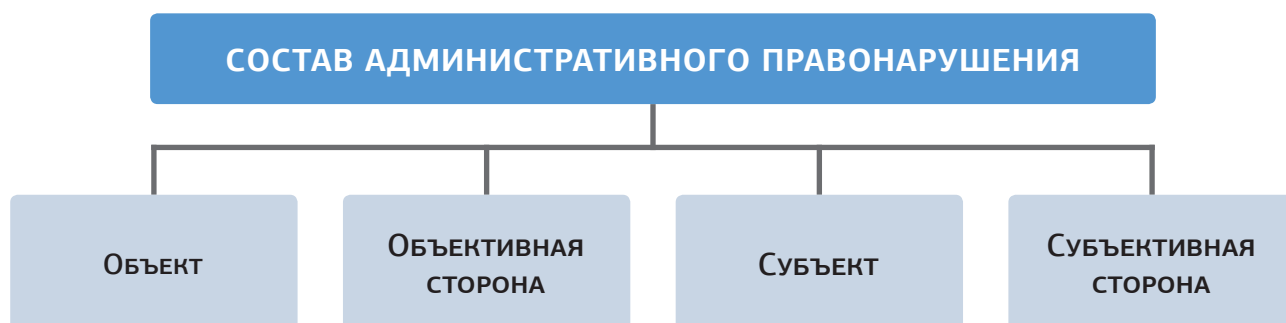 СОСТАВ АДМИНИСТРАТИВНОГО ПРАВОНАРУШЕНИЯ
Объект
Объективная
сторона
Субъект
Субъективная
сторона